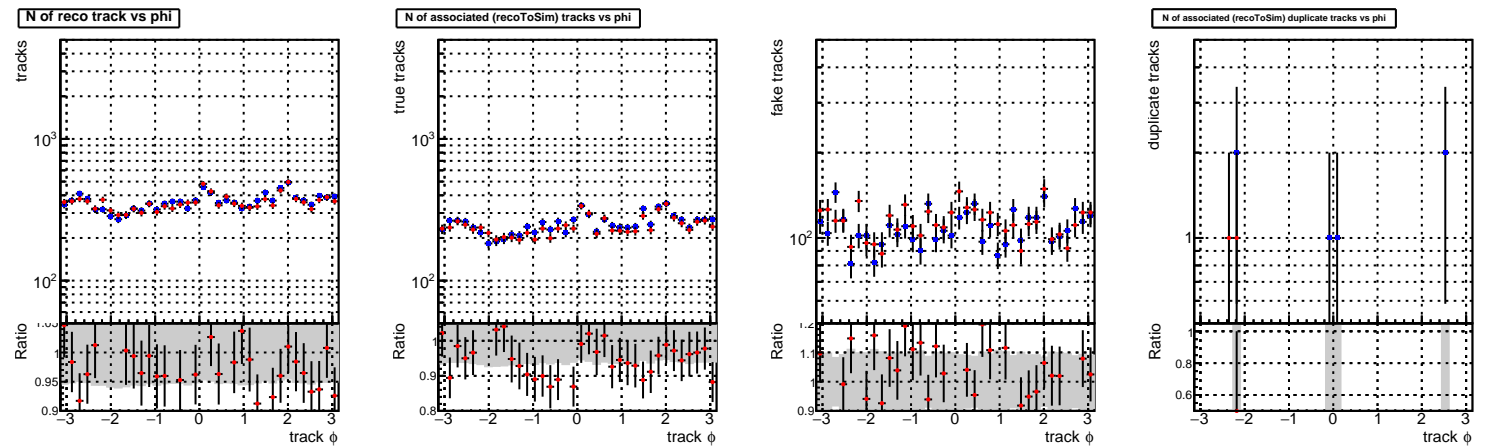 N of reco track vs phi
tracks
10³
10²
Ratio
1.05
1
0.95
0.9
−3 −2 −1 0 1 2 3
track ϕ
N of associated (recoToSim) tracks vs phi
true tracks
10³
10²
Ratio
1
0.9
0.8
−3 −2 −1 0 1 2 3
track ϕ
fake tracks
10²
Ratio
1.2
1.1
1
0.9
−3 −2 −1 0 1 2 3
track ϕ
N of associated (recoToSim) duplicate tracks vs phi
duplicate tracks
1
Ratio
1
0.8
0.6
−3 −2 −1 0 1 2 3
track ϕ